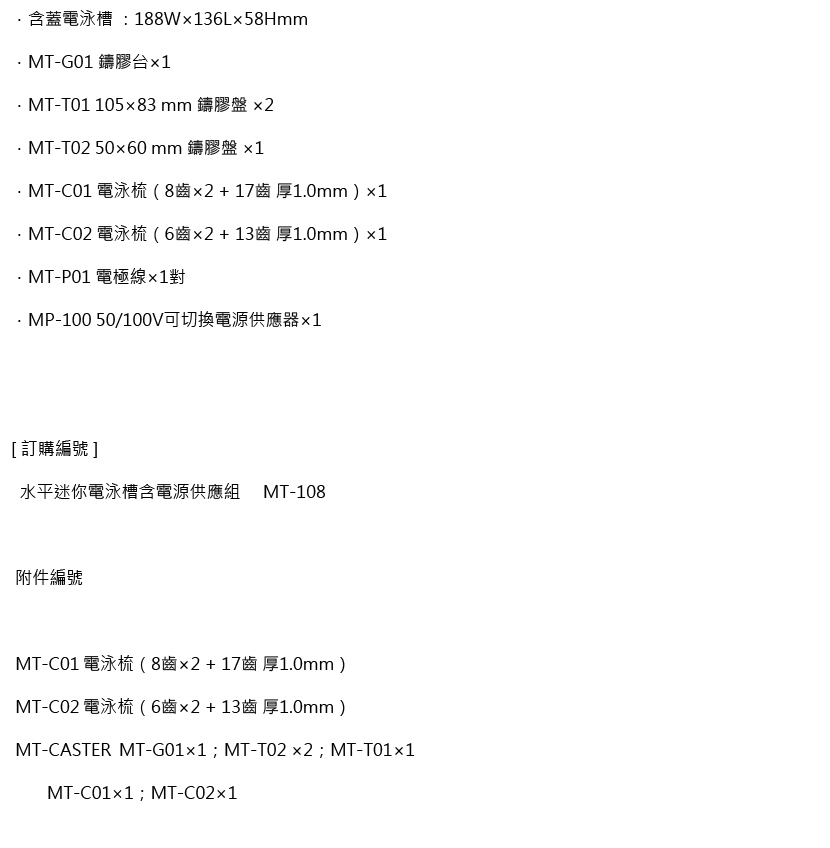 · 含蓋電泳槽 ：188W×136L×58Hmm
· MT-G01 鑄膠台×1
· MT-T01 105×83 mm 鑄膠盤 ×2
· MT-T02 50×60 mm 鑄膠盤 ×1
· MT-C01 電泳梳 ( 8齒×2 + 17齒 厚1.0mm ) ×1
· MT-C02 電泳梳 ( 6齒×2 + 13齒 厚1.0mm ) ×1
· MT-P01 電極線×1對
· MP-100 50/100V可切換電源供應器×1
[ 訂購編號 ]
水平迷你電泳槽含電源供應組 MT-108
附件編號
MT-C01 電泳梳 ( 8齒×2 + 17齒 厚1.0mm )
MT-C02 電泳梳 ( 6齒×2 + 13齒 厚1.0mm )
MT-CASTER MT-G01×1；MT-T02 ×2；MT-T01×1
MT-C01×1；MT-C02×1